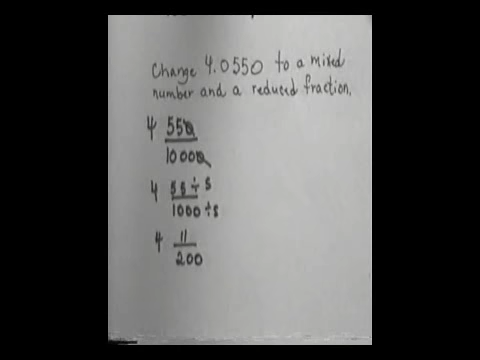 Change 4.0550 to a mixed
number and a reduced fraction.
4 550
10000
4 55 ÷ 5
1000 ÷ 5
4 11
200